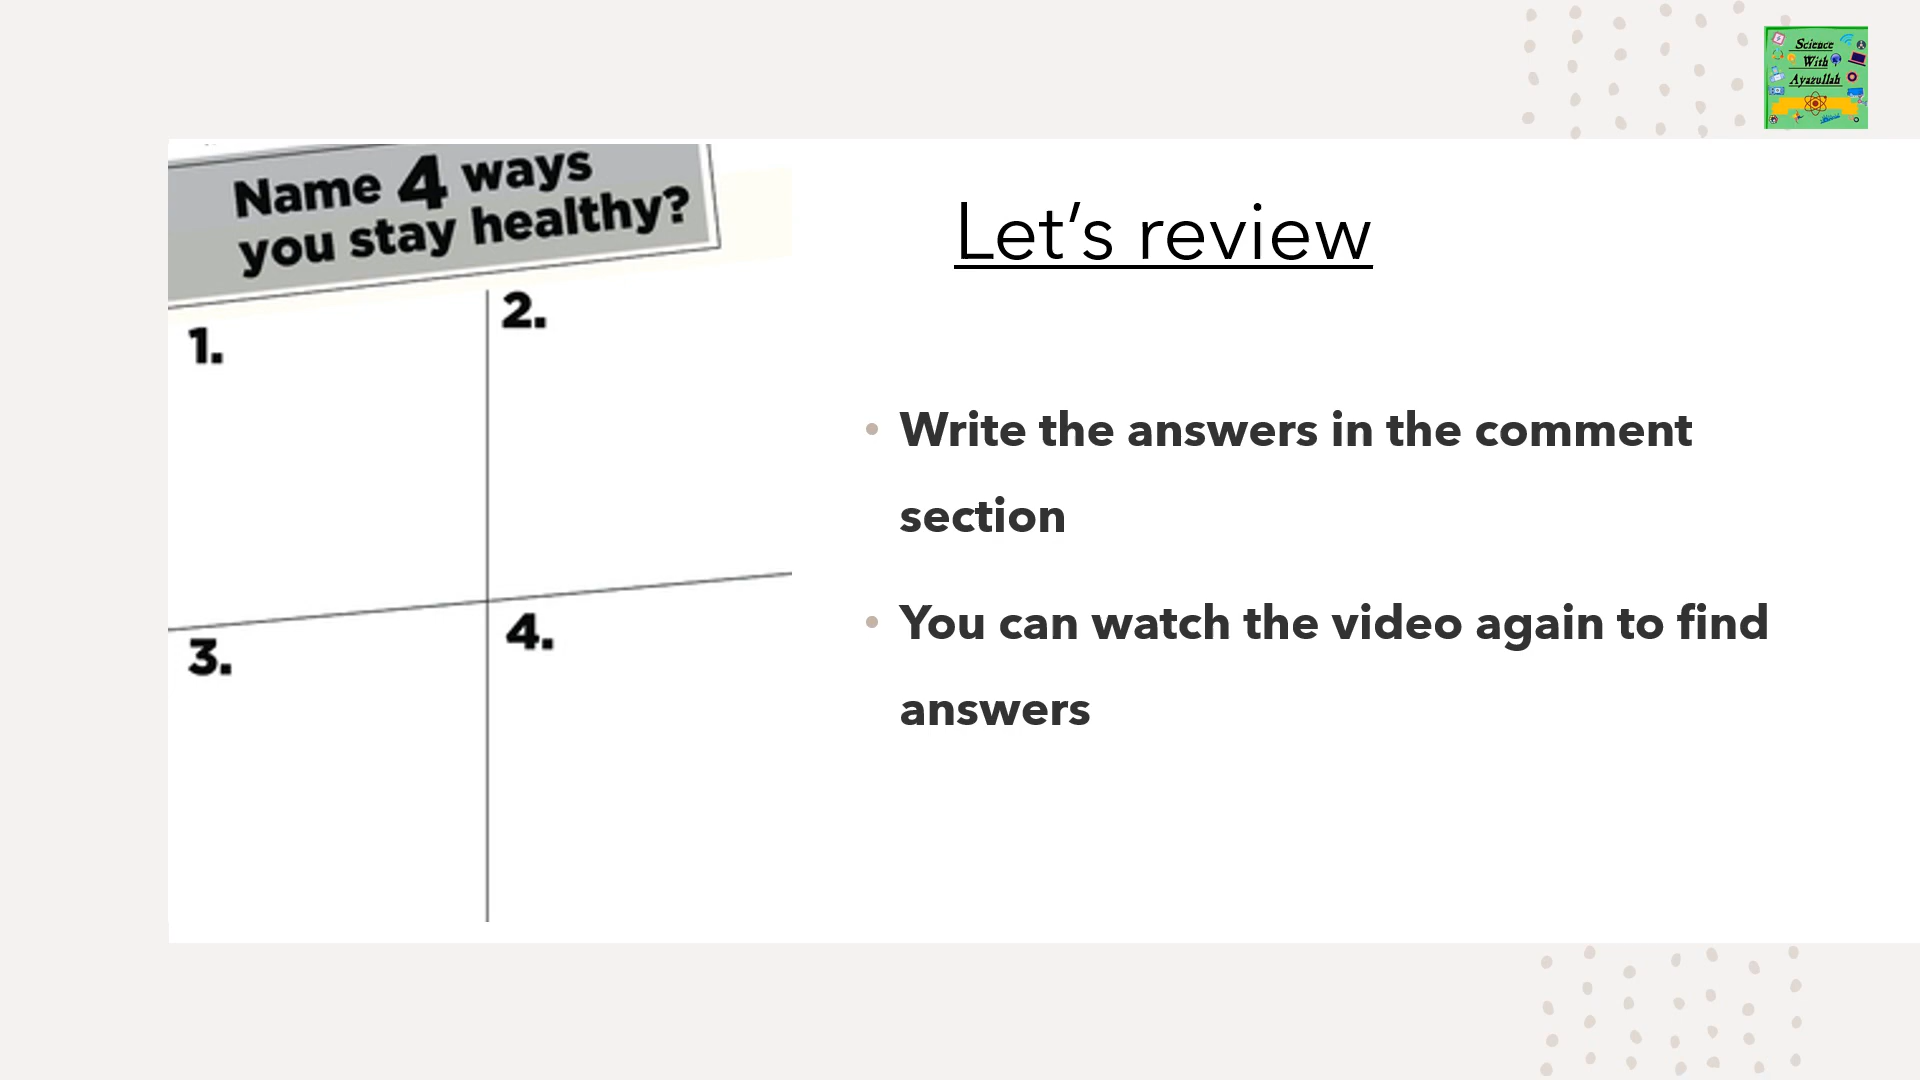 Science
With
Ayazullah
Name 4 ways
you stay healthy?
1.
2.
3.
4.
Let’s review
• Write the answers in the comment
section
• You can watch the video again to find
answers